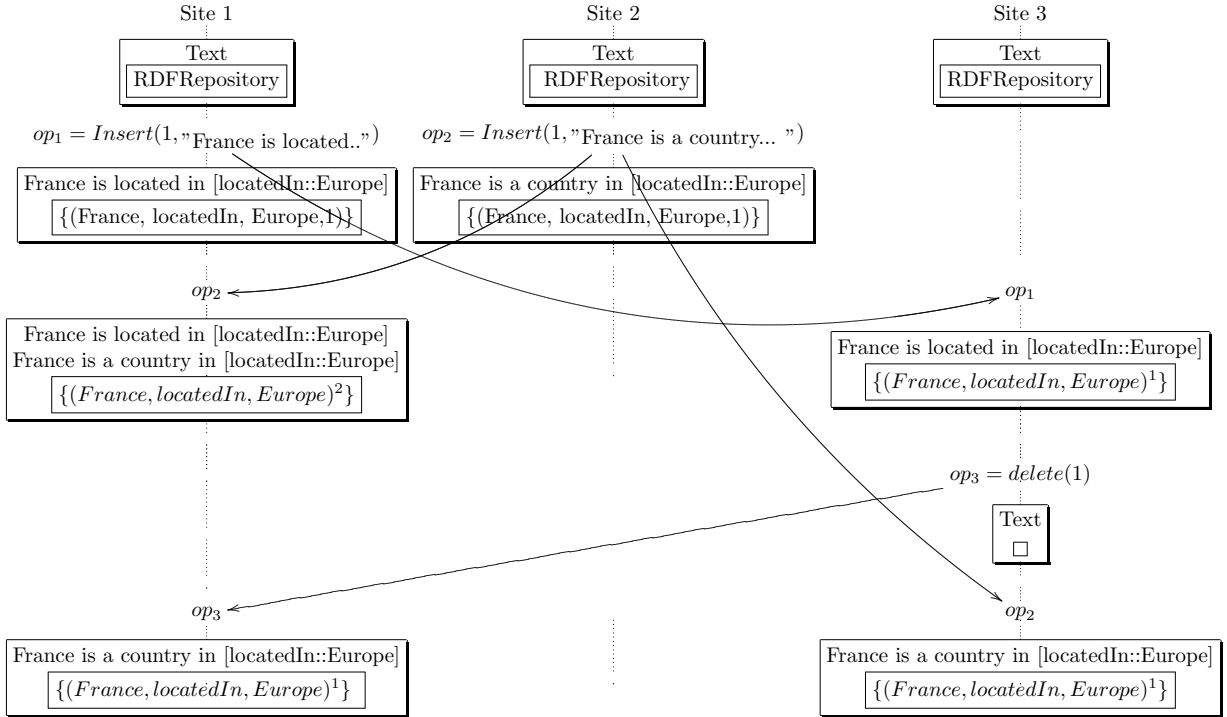 Site 1 Site 2 Site 3
Text Text Text
RDFRepository RDFRepository RDFRepository
op1 = Insert(1,"France is located..") op2 = Insert(1,"France is a country... ")
France is located in [locatedIn::Europe] France is a country in [locatedIn::Europe]
{(France, locatedIn, Europe,1)} {(France, locatedIn, Europe,1)}
op2 op1
France is located in [locatedIn::Europe]
France is a country in [locatedIn::Europe] France is located in [locatedIn::Europe]
{(France, locatedIn, Europe)²} {(France, locatedIn, Europe)¹}
op3 = delete(1)
Text
op3 op2
France is a country in [locatedIn::Europe] France is a country in [locatedIn::Europe]
{(France, locatedIn, Europe)¹} {(France, locatedIn, Europe)¹}